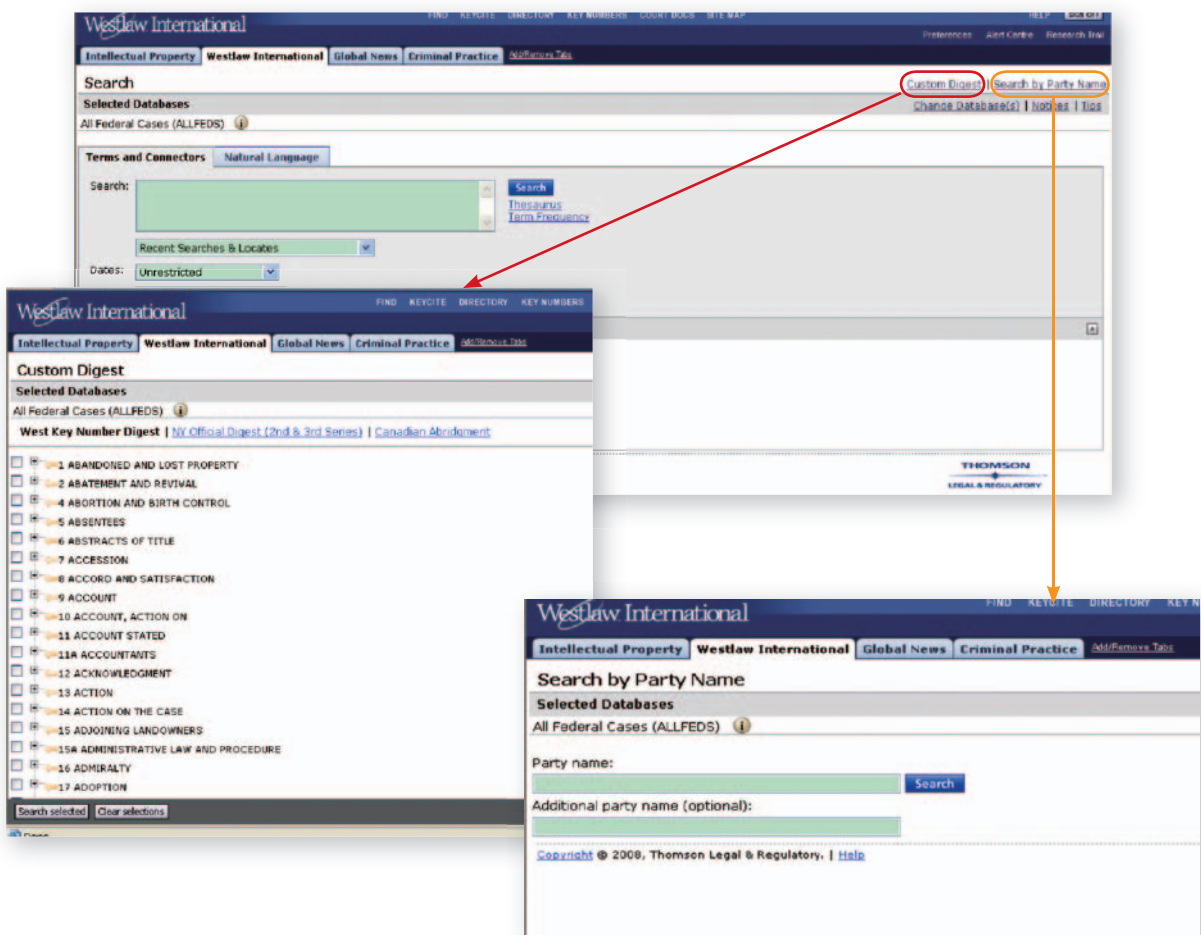 FIND KEYCITE DIRECTORY KEY NUMBERS COURT DOCS SITE MAP HELP SIGN OFF
Westlaw International
Preferences Alert Centre Research Trail
Intellectual Property Westlaw International Global News Criminal Practice Add/Remove Tabs
Search Custom Digest | Search by Party Name
Selected Databases Change Database(s) | Notices | Tips
All Federal Cases (ALLFEDS)
Terms and Connectors Natural Language
Search: Search
Thesaurus
Term Frequency
Recent Searches & Locates
Dates: Unrestricted
THOMSON
LEGAL & REGULATORY
Westlaw International FIND KEYCITE DIRECTORY KEY NUMBERS
Intellectual Property Westlaw International Global News Criminal Practice Add/Remove Tabs
Custom Digest
Selected Databases
All Federal Cases (ALLFEDS)
West Key Number Digest | NY Official Digest (2nd & 3rd Series) | Canadian Abridgment
1 ABANDONED AND LOST PROPERTY
2 ABATEMENT AND REVIVAL
4 ABORTION AND BIRTH CONTROL
5 ABSENTEES
6 ABSTRACTS OF TITLE
7 ACCESSION
8 ACCORD AND SATISFACTION
9 ACCOUNT
10 ACCOUNT, ACTION ON
11 ACCOUNT STATED
11A ACCOUNTANTS
12 ACKNOWLEDGMENT
13 ACTION
14 ACTION ON THE CASE
15 ADJOINING LANDOWNERS
15A ADMINISTRATIVE LAW AND PROCEDURE
16 ADMIRALTY
17 ADOPTION
Search selected Clear selections
Westlaw International FIND KEYCITE DIRECTORY
Intellectual Property Westlaw International Global News Criminal Practice Add/Remove Tabs
Search by Party Name
Selected Databases
All Federal Cases (ALLFEDS)
Party name:
Search
Additional party name (optional):
Copyright © 2008, Thomson Legal & Regulatory. | Help